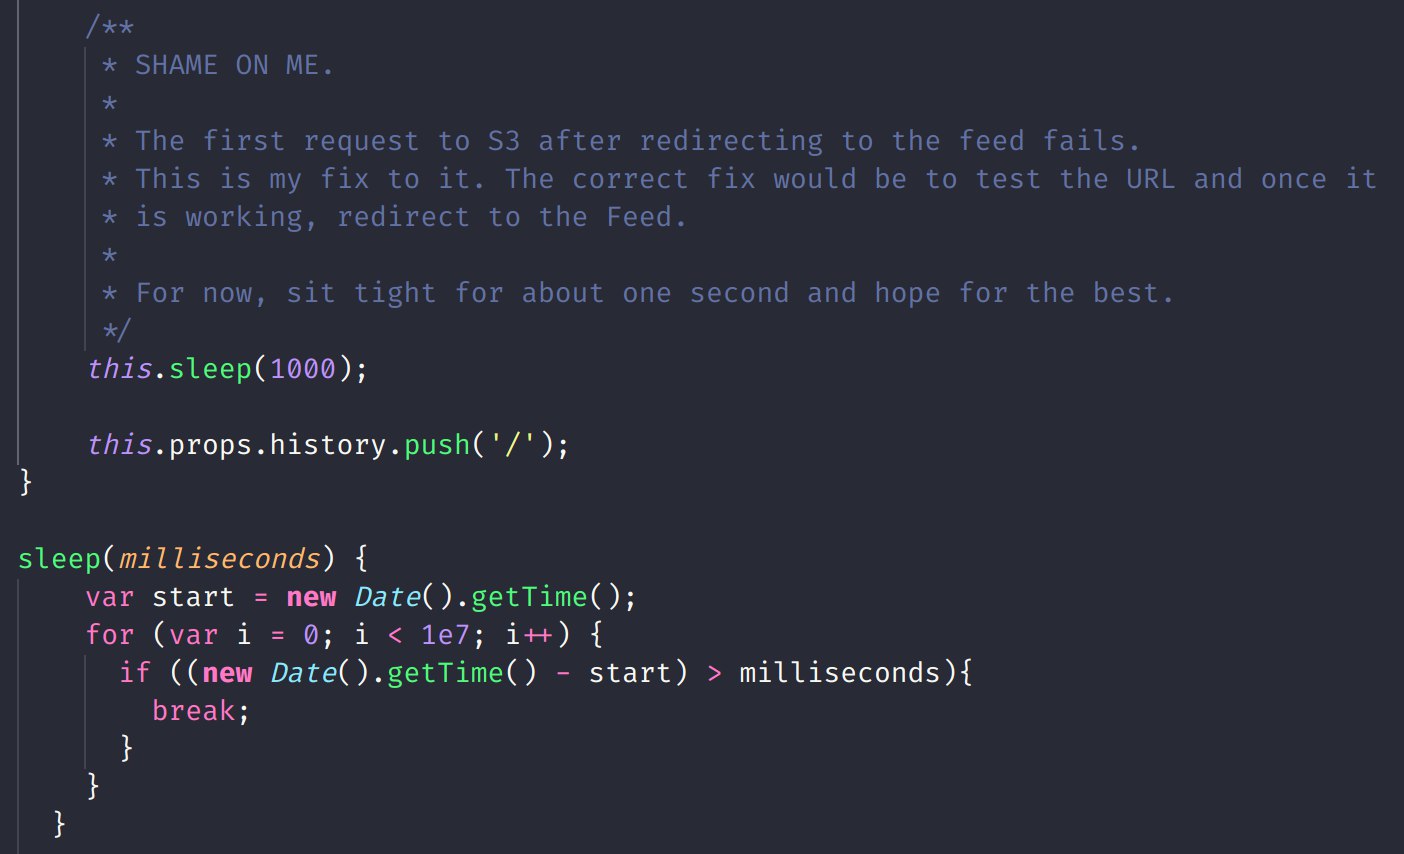 /**
* SHAME ON ME.
*
* The first request to S3 after redirecting to the feed fails.
* This is my fix to it. The correct fix would be to test the URL and once it
* is working, redirect to the Feed.
*
* For now, sit tight for about one second and hope for the best.
*/
this.sleep(1000);
this.props.history.push('/');
}
sleep(milliseconds) {
var start = new Date().getTime();
for (var i = 0; i < 1e7; i++) {
if ((new Date().getTime() - start) > milliseconds){
break;
}
}
}